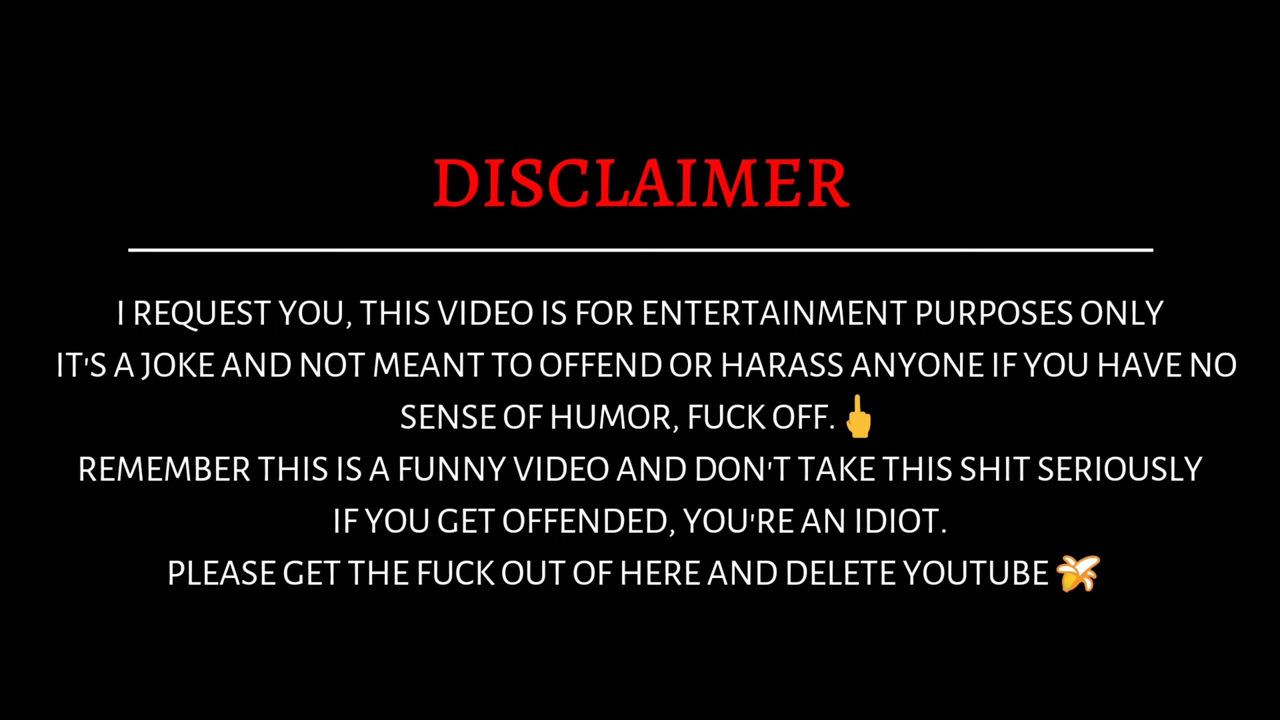 DISCLAIMER
I REQUEST YOU, THIS VIDEO IS FOR ENTERTAINMENT PURPOSES ONLY
IT'S A JOKE AND NOT MEANT TO OFFEND OR HARASS ANYONE IF YOU HAVE NO
SENSE OF HUMOR, FUCK OFF. 🖕
REMEMBER THIS IS A FUNNY VIDEO AND DON'T TAKE THIS SHIT SERIOUSLY
IF YOU GET OFFENDED, YOU'RE AN IDIOT.
PLEASE GET THE FUCK OUT OF HERE AND DELETE YOUTUBE 🍌